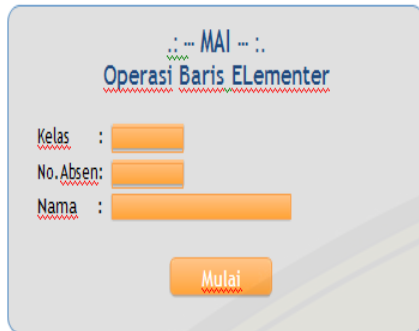 .: --- MAI --- :.
Operasi Baris ELementer
Kelas :
No.Absen:
Nama :
Mulai